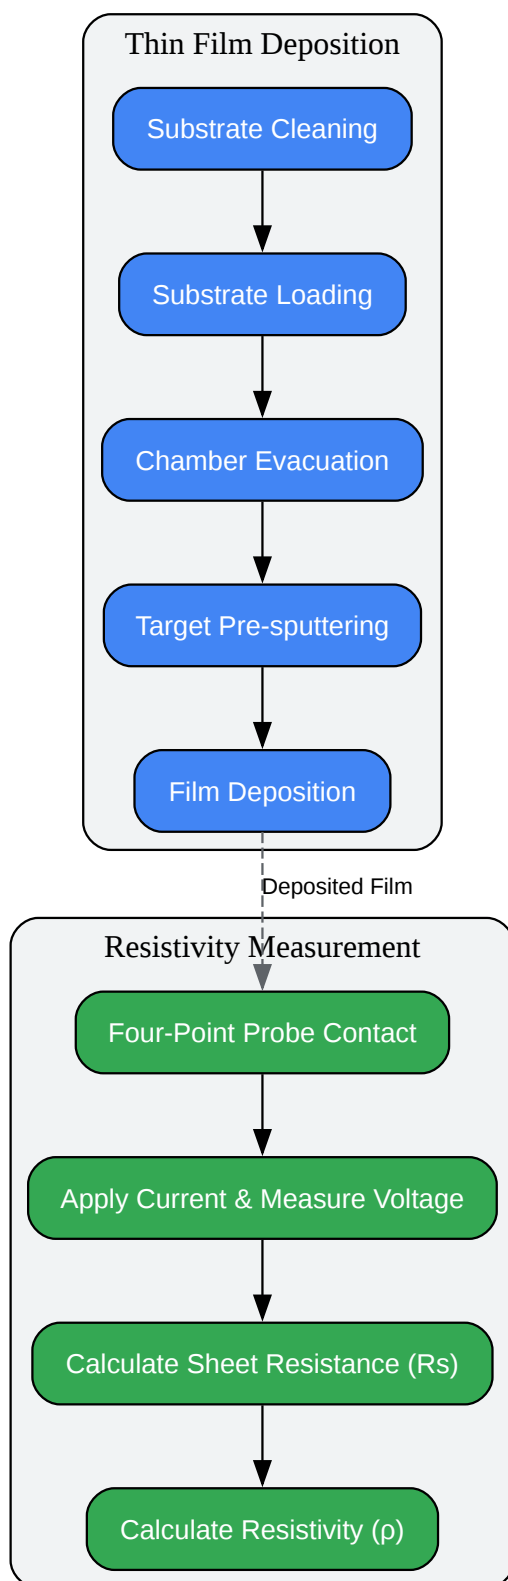 Thin Film Deposition
Substrate Cleaning
Substrate Loading
Chamber Evacuation
Target Pre-sputtering
Film Deposition
Deposited Film
Resistivity Measurement
Four-Point Probe Contact
Apply Current & Measure Voltage
Calculate Sheet Resistance (Rs)
Calculate Resistivity (ρ)